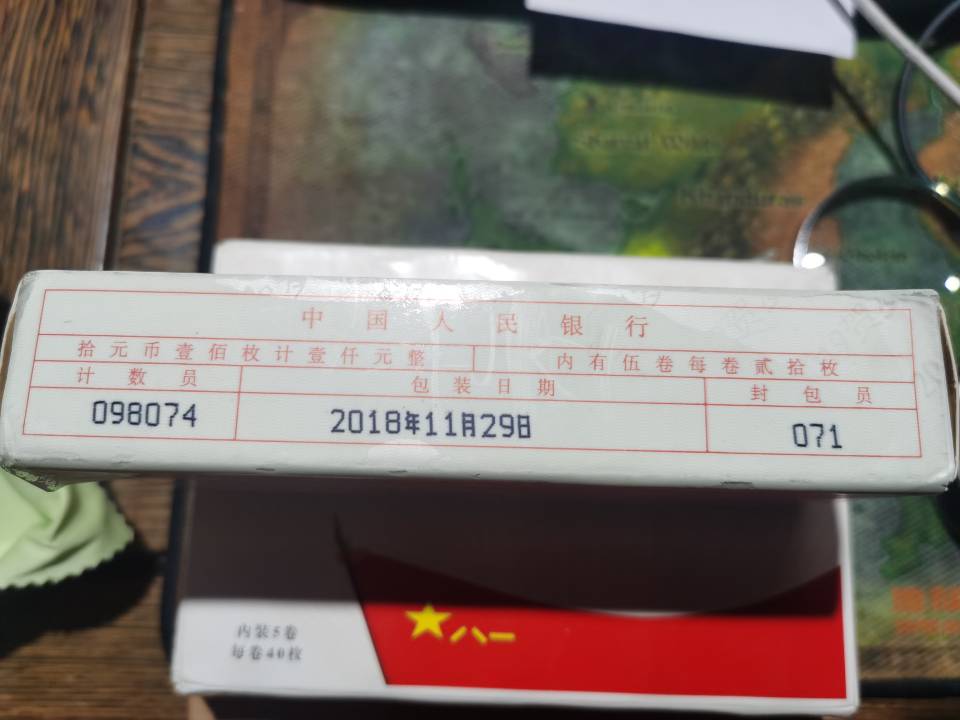 中国人民银行
拾元币壹佰枚计壹仟元整 内有伍卷每卷贰拾枚
计数员 包装日期 封包员
098074 2018年11月29日 071
八一
内装5卷
每卷40枚